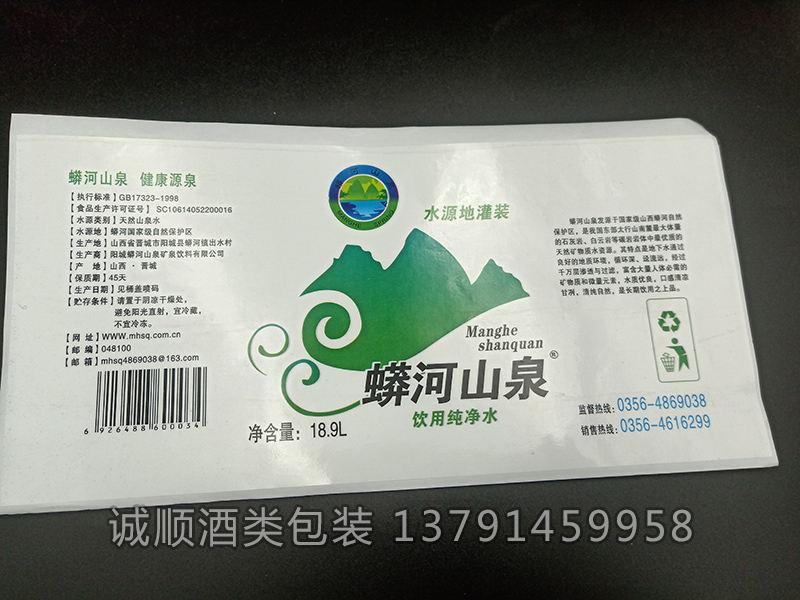 蟒河山泉 健康源泉
【执行标准】GB17323-1998
【食品生产许可证号】 SC10614052200016
【水源类别】天然山泉水
【水源地】蟒河国家级自然保护区
【生产地】山西省晋城市阳城县蟒河镇出水村
【生产商】阳城蟒河山泉矿泉饮料有限公司
【产 地】山西·晋城
【保质期】45天
【生产日期】见桶盖喷码
【贮存条件】请置于阴凉干燥处，
避免阳光直射，宜冷藏，
不宜冷冻。
【网 址】WWW.mhsq.com.cn
【邮 编】048100
【邮 箱】mhsq4869038@163.com
6 926488 600034
水源地灌装
Manghe
shanquan
蟒河山泉®
饮用纯净水
净含量：18.9L
蟒河山泉发源于国家级山西蟒河自然
保护区，是我国东部太行山南麓最大体量
的石灰岩、白云岩等碳岩岩体中最优质的
天然矿物质水资源。其特点是地下水通过
良好的地质环境，循环深、迳流远，经过
千万层渗透与过滤，富含大量人体必需的
矿物质和微量元素，水质优良，口感清凉
甘冽，清纯自然，是长期饮用之上品。
监督热线：0356-4869038
销售热线：0356-4616299
诚顺酒类包装 13791459958